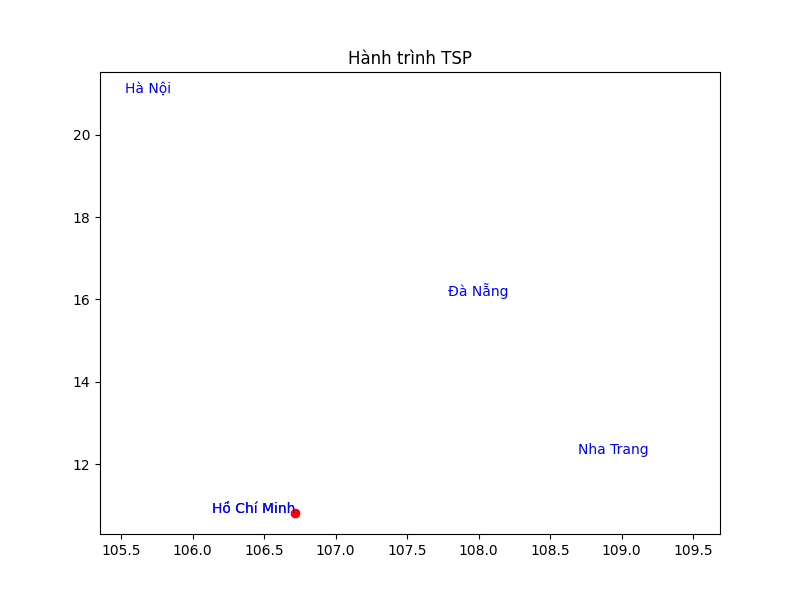 Hành trình TSP
Hà Nội
20
18
Đà Nẵng
16
14
Nha Trang
12
Hồ Chí Minh
105.5 106.0 106.5 107.0 107.5 108.0 108.5 109.0 109.5